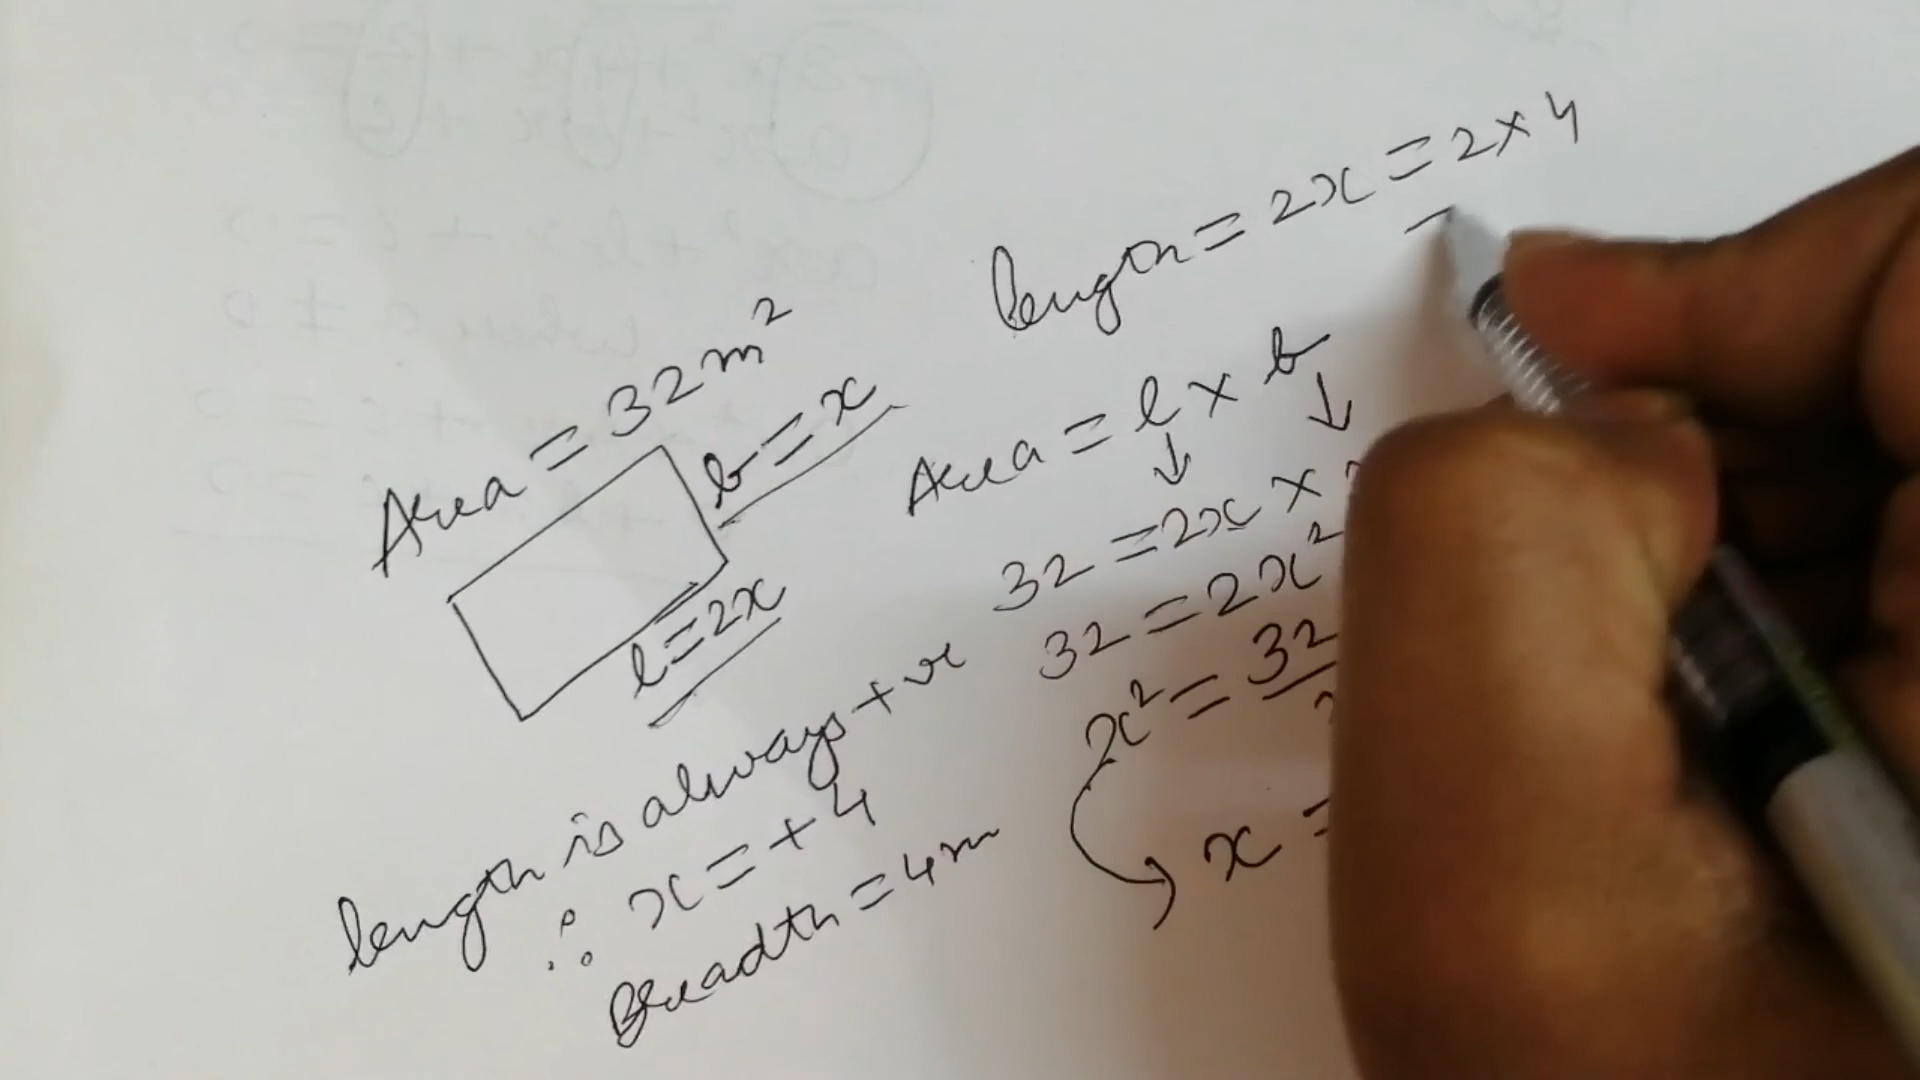 Area = 32m²
b = x
l = 2x
length is always +ve
∴ x = +4
Breadth = 4m
length = 2x = 2 × 4
=
Area = l × b
↓ ↓
32 = 2x ×
32 = 2x²
x² = 32
x =